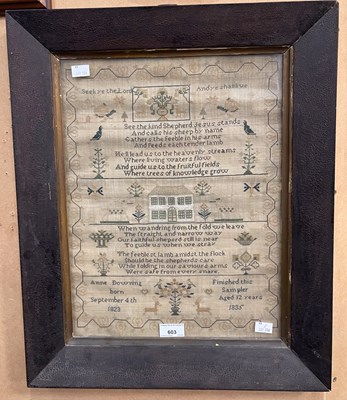 Seek ye the Lord And ye shall live
See the kind Shepherd Jesus stands
And calls his sheep by name
Gathers the feeble in his arms
And feeds each tender lamb
He'll lead us to the heavenly streams
Where living waters flow
And guide us to the fruitful fields
Where trees of knowledge grow
When wandring from the fold we leave
The straight and narrow way
Our faithful shepherd still is near
To guide us when we stray
The feeblest lamb amidst the flock
Should be the shepherds care
While folding in our saviours arms
Were safe from every snare
Anne Downing Finished this
born Sampler
September 4th Aged 12 Years
1823 1835
603